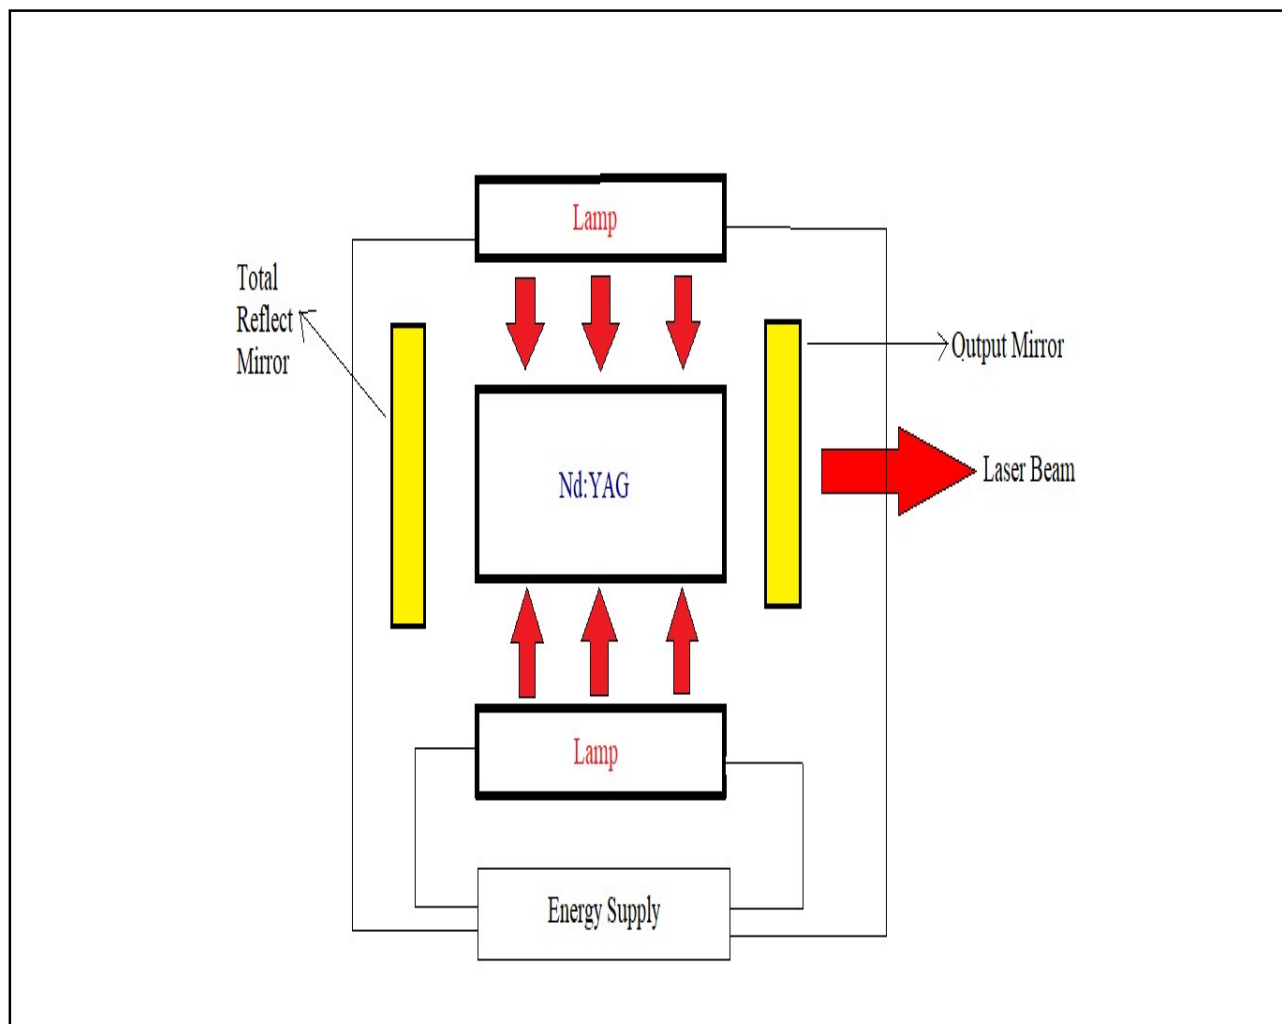 Lamp
Total
Reflect
Mirror
Output Mirror
Nd:YAG
Laser Beam
Lamp
Energy Supply